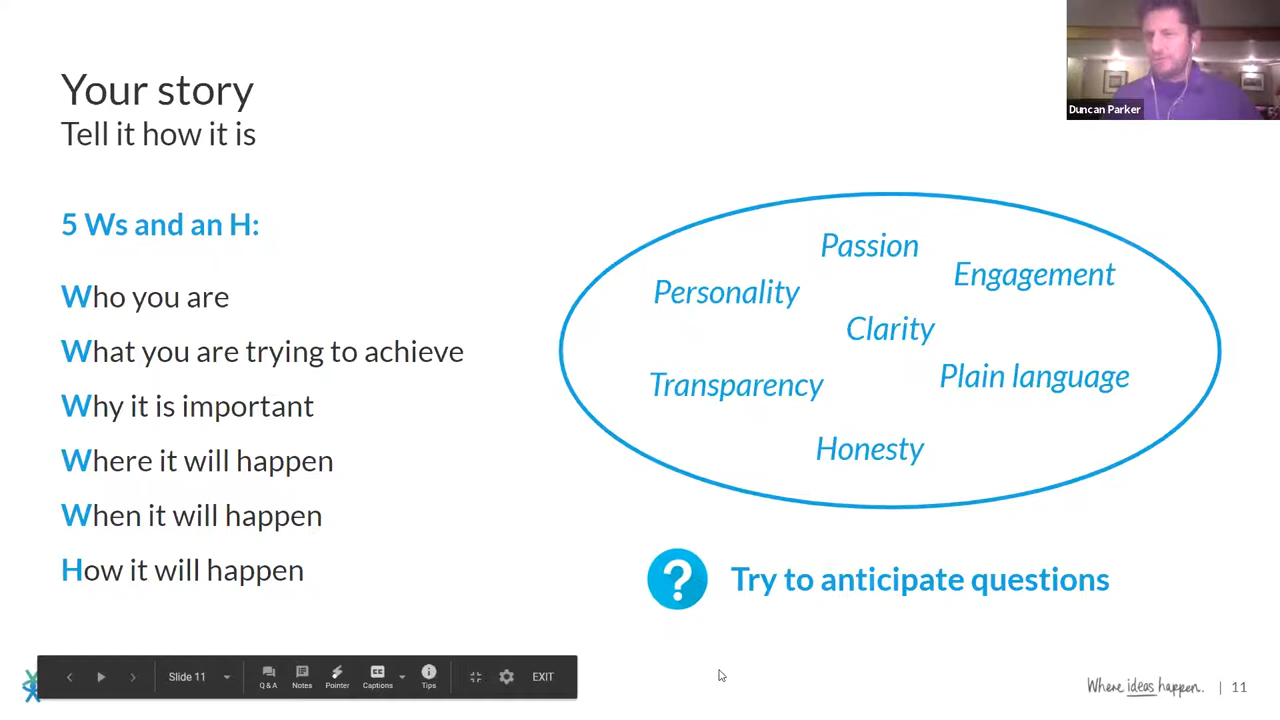 Your story
Tell it how it is
Duncan Parker
5 Ws and an H:
Who you are
What you are trying to achieve
Why it is important
Where it will happen
When it will happen
How it will happen
Passion
Engagement
Personality
Clarity
Plain language
Transparency
Honesty
?
Try to anticipate questions
Slide 11
Q & A
Notes
Pointer
CC
Captions
Tips
EXIT
Where ideas happen. | 11